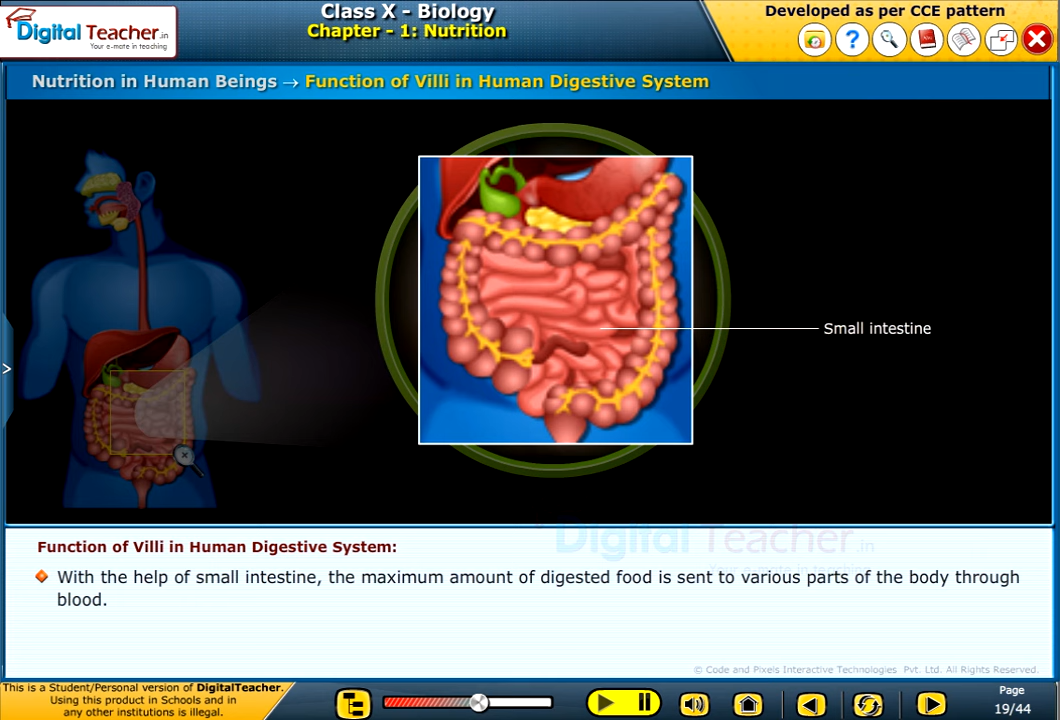 Digital Teacher.in
Your e-mate in teaching
Class X - Biology
Chapter - 1: Nutrition
Developed as per CCE pattern
?
Nutrition in Human Beings → Function of Villi in Human Digestive System
Small intestine
>
Function of Villi in Human Digestive System:
With the help of small intestine, the maximum amount of digested food is sent to various parts of the body through
blood.
Digital Teacher.in
Your e-mate in teaching
© Code and Pixels Interactive Technologies Pvt. Ltd. All Rights Reserved.
This is a Student/Personal version of DigitalTeacher.
Using this product in Schools and in
any other institutions is illegal.
Page
19/44